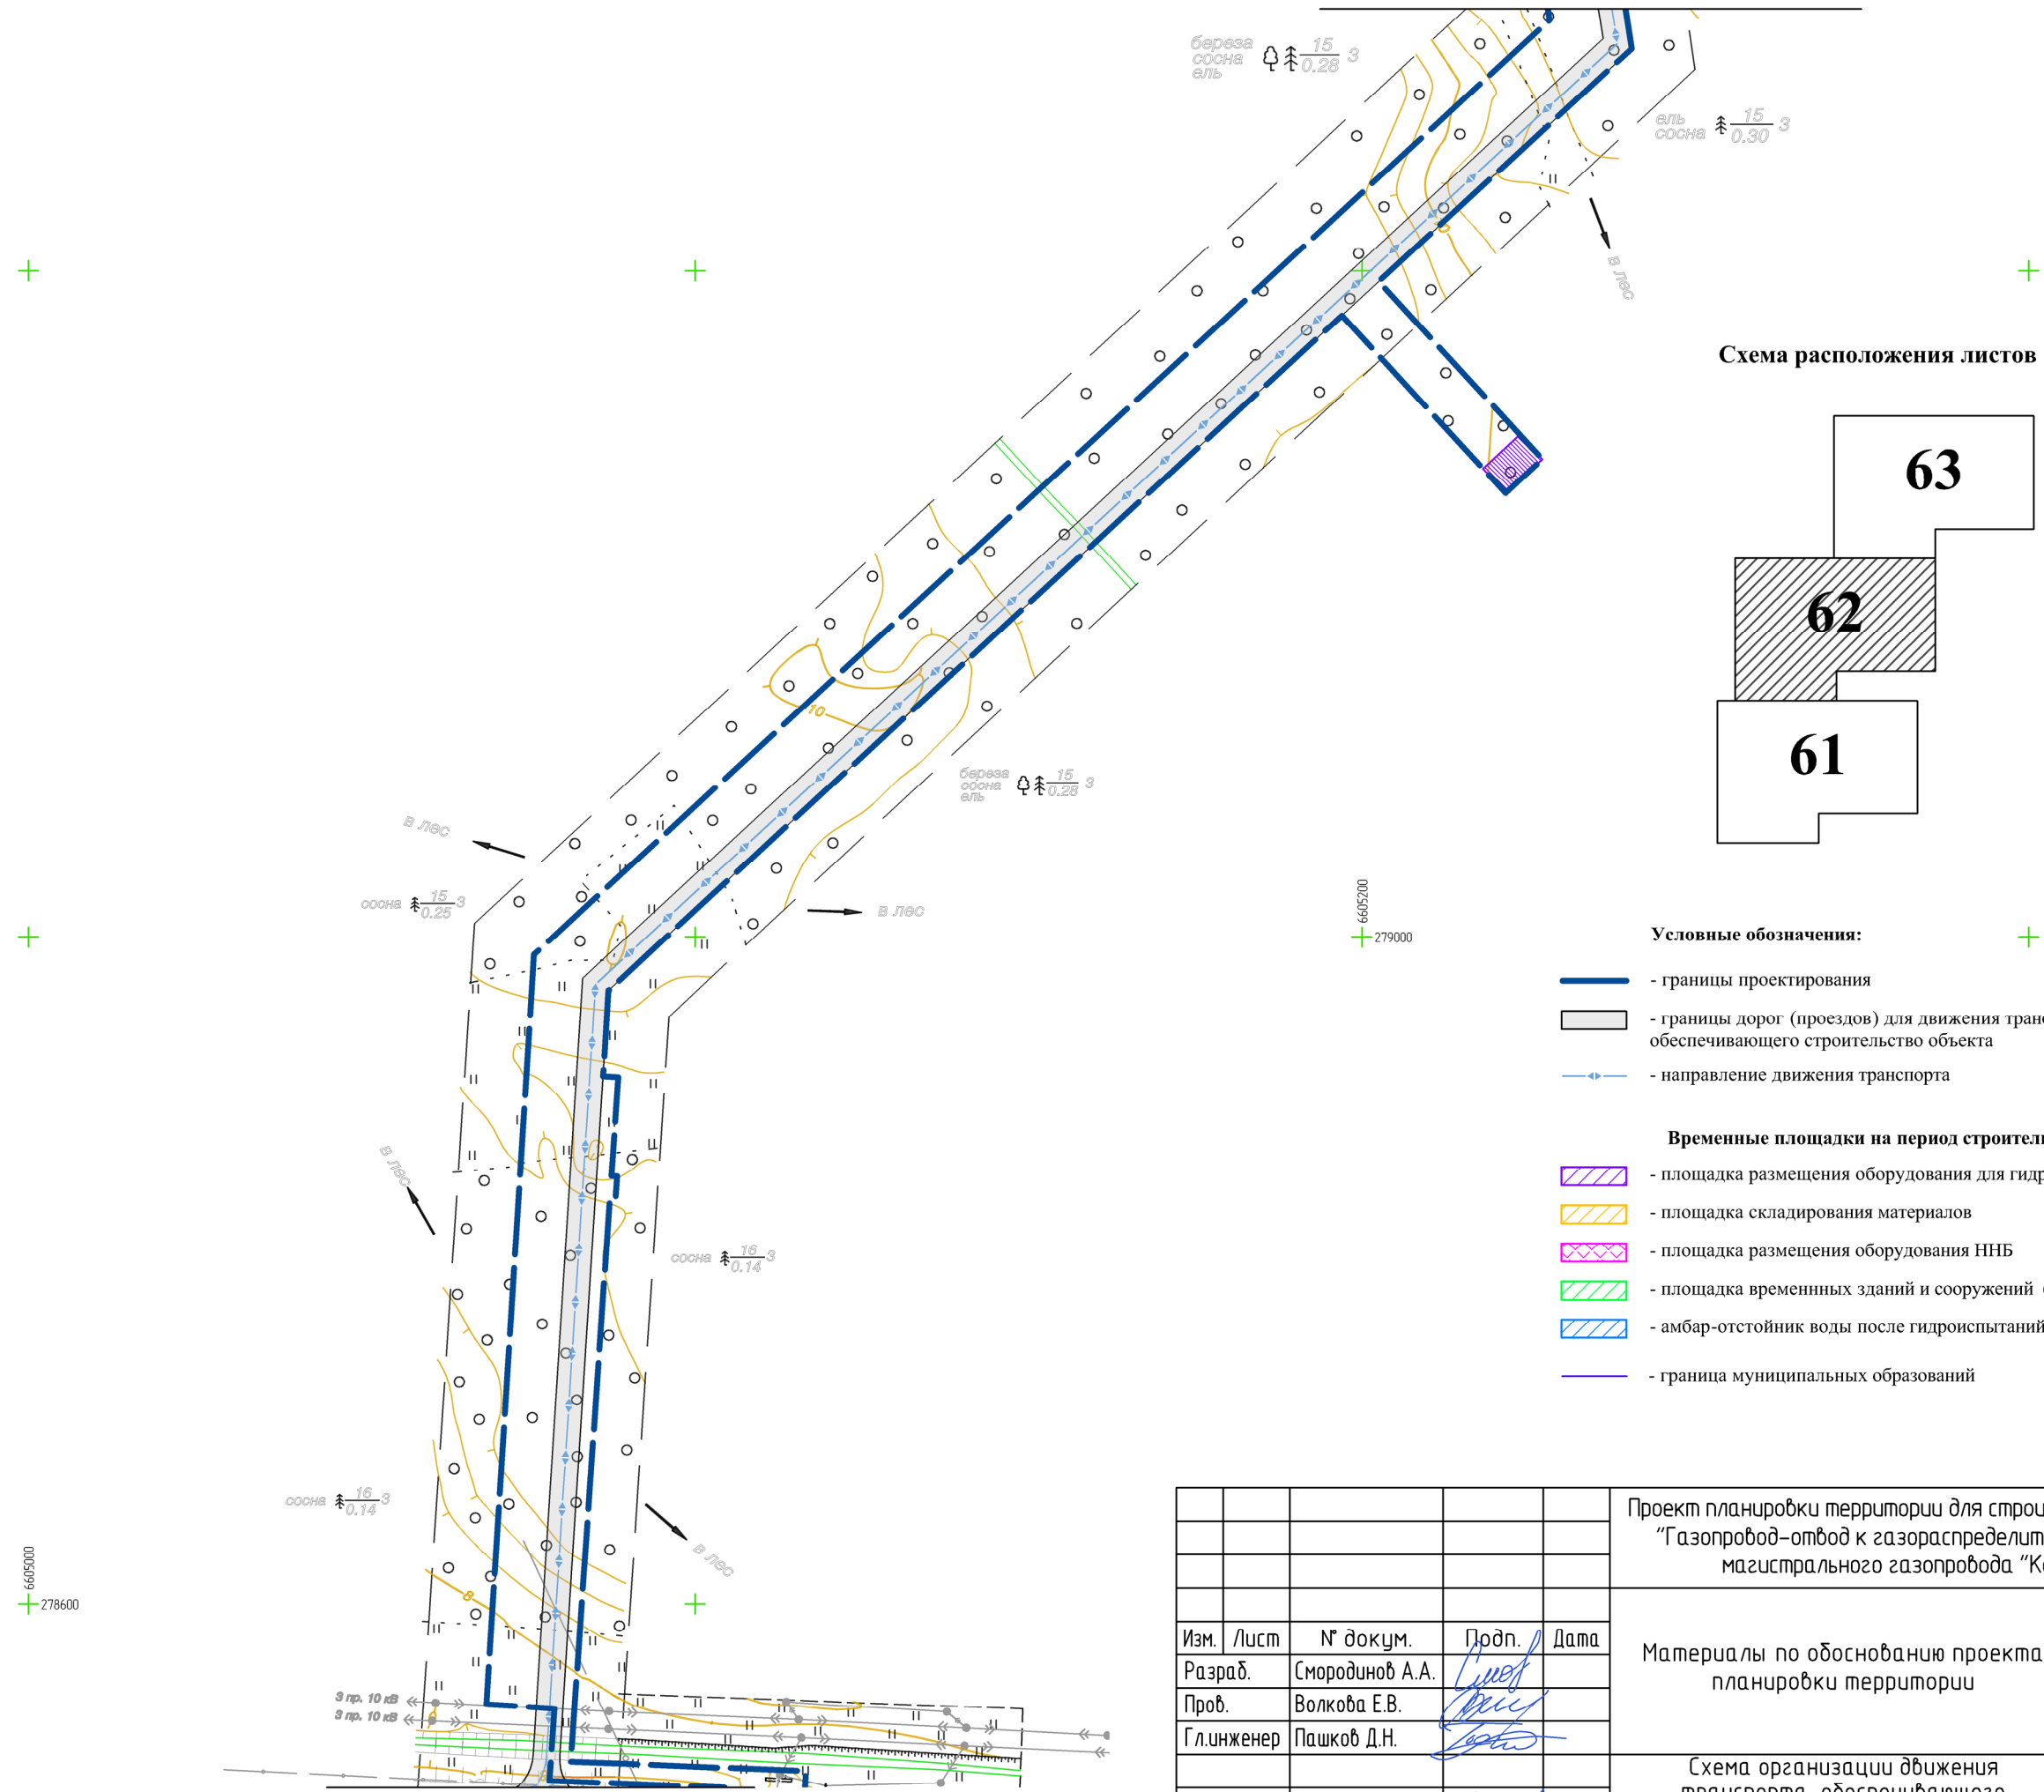 береза
сосна
ель
15
0.28
3
ель
сосна
15
0.30
3
в лес
Схема расположения листов
63
62
61
10
береза
сосна
ель
15
0.28
3
в лес
сосна
15
0.25
3
в лес
6605200
279000
Условные обозначения:
- границы проектирования
- границы дорог (проездов) для движения тран
обеспечивающего строительство объекта
- направление движения транспорта
Временные площадки на период строител
- площадка размещения оборудования для гидр
- площадка складирования материалов
- площадка размещения оборудования ННБ
- площадка временнных зданий и сооружений
- амбар-отстойник воды после гидроиспытаний
- граница муниципальных образований
в лес
сосна
16
0.14
3
сосна
16
0.14
3
в лес
6605000
278600
8
3 пр. 10 кВ
3 пр. 10 кВ
Проект планировки территории для строи
"Газопровод-отвод к газораспределит
магистрального газопровода "К
Изм. Лист N° докум. Подп. Дата
Разраб. Смородинов А.А.
Пров. Волкова Е.В.
Гл.инженер Пашков Д.Н.
Материалы по обоснованию проекта
планировки территории
Схема организации движения
транспорта, обеспечивающего